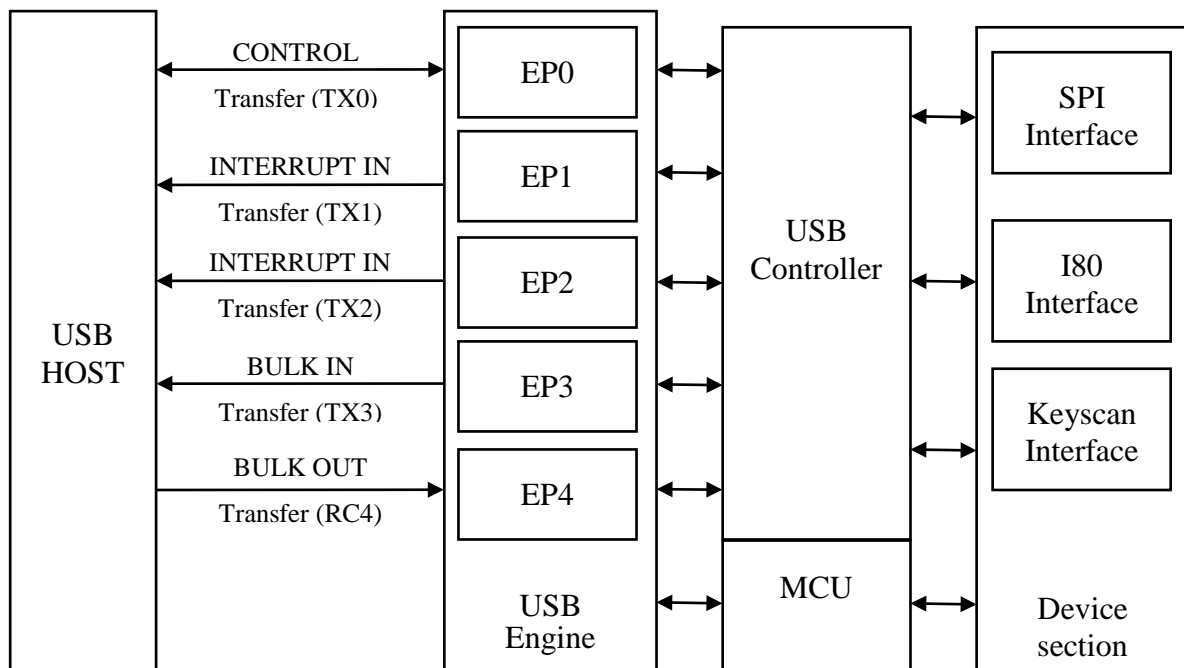 USB
HOST
CONTROL
Transfer (TX0)
INTERRUPT IN
Transfer (TX1)
INTERRUPT IN
Transfer (TX2)
BULK IN
Transfer (TX3)
BULK OUT
Transfer (RC4)
EP0
EP1
EP2
EP3
EP4
USB
Engine
USB
Controller
MCU
SPI
Interface
I80
Interface
Keyscan
Interface
Device
section